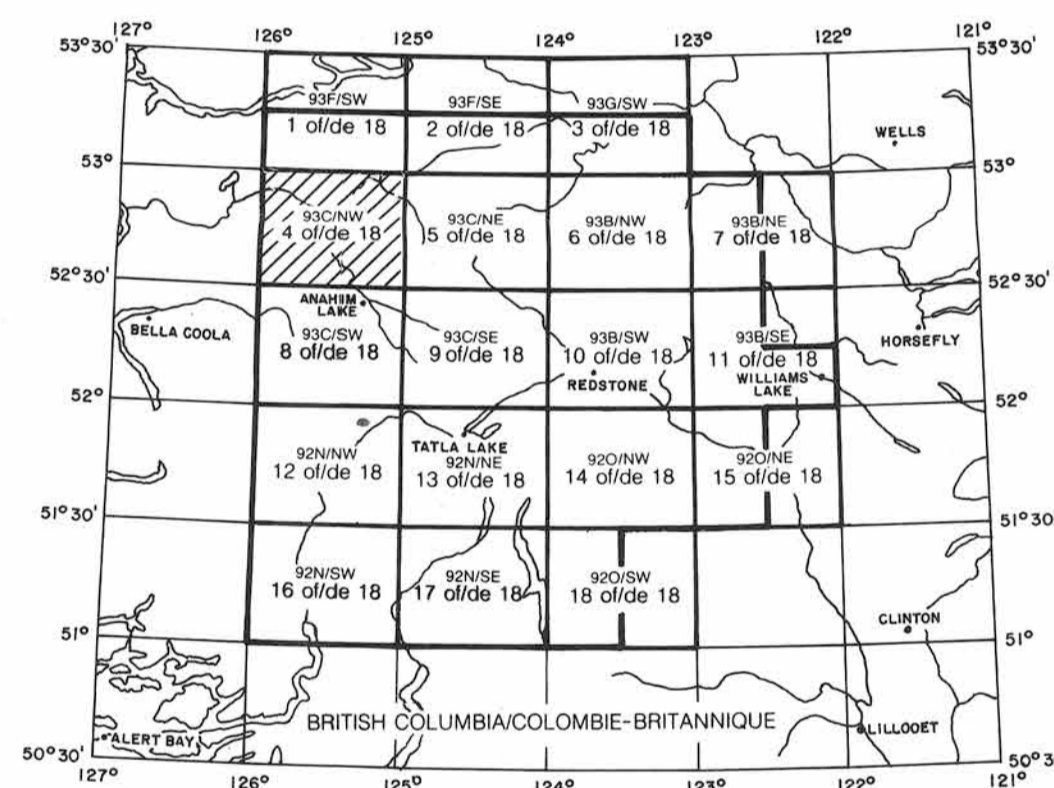 127° 126° 125° 124° 123° 122° 121°
53°30' 53°30'
93F/SW 93F/SE 93G/SW
1 of/de 18 2 of/de 18 3 of/de 18
WELLS
53° 53°
93C/NW 93C/NE 93B/NW 93B/NE
4 of/de 18 5 of/de 18 6 of/de 18 7 of/de 18
52°30' 52°30'
ANAHIM
LAKE
BELLA COOLA
HORSEFLY
93C/SW 93C/SE 93B/SW 93B/SE
8 of/de 18 9 of/de 18 10 of/de 18 11 of/de 18
REDSTONE
WILLIAMS
LAKE
52° 52°
TATLA LAKE
92N/NW 92N/NE 92O/NW 92O/NE
12 of/de 18 13 of/de 18 14 of/de 18 15 of/de 18
51°30' 51°30'
92N/SW 92N/SE 92O/SW
16 of/de 18 17 of/de 18 18 of/de 18
CLINTON
51° 51°
BRITISH COLUMBIA/COLOMBIE-BRITANNIQUE
ALERT BAY
LILLOOET
50°30' 50°3
127° 126° 125° 124° 123° 122° 121°